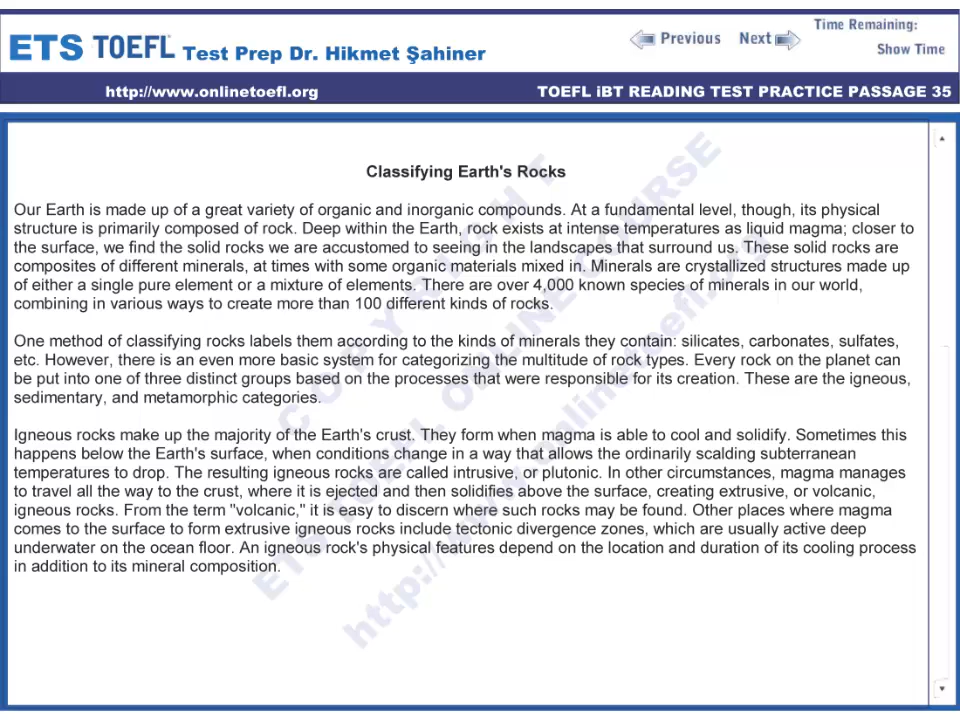 ETS TOEFL Test Prep Dr. Hikmet Şahiner
Previous Next
Time Remaining:
Show Time
http://www.onlinetoefl.org
TOEFL iBT READING TEST PRACTICE PASSAGE 35
Classifying Earth's Rocks
Our Earth is made up of a great variety of organic and inorganic compounds. At a fundamental level, though, its physical
structure is primarily composed of rock. Deep within the Earth, rock exists at intense temperatures as liquid magma; closer to
the surface, we find the solid rocks we are accustomed to seeing in the landscapes that surround us. These solid rocks are
composites of different minerals, at times with some organic materials mixed in. Minerals are crystallized structures made up
of either a single pure element or a mixture of elements. There are over 4,000 known species of minerals in our world,
combining in various ways to create more than 100 different kinds of rocks.
One method of classifying rocks labels them according to the kinds of minerals they contain: silicates, carbonates, sulfates,
etc. However, there is an even more basic system for categorizing the multitude of rock types. Every rock on the planet can
be put into one of three distinct groups based on the processes that were responsible for its creation. These are the igneous,
sedimentary, and metamorphic categories.
Igneous rocks make up the majority of the Earth's crust. They form when magma is able to cool and solidify. Sometimes this
happens below the Earth's surface, when conditions change in a way that allows the ordinarily scalding subterranean
temperatures to drop. The resulting igneous rocks are called intrusive, or plutonic. In other circumstances, magma manages
to travel all the way to the crust, where it is ejected and then solidifies above the surface, creating extrusive, or volcanic,
igneous rocks. From the term "volcanic," it is easy to discern where such rocks may be found. Other places where magma
comes to the surface to form extrusive igneous rocks include tectonic divergence zones, which are usually active deep
underwater on the ocean floor. An igneous rock's physical features depend on the location and duration of its cooling process
in addition to its mineral composition.
COPYRIGHT
ETS TOEFL ONLINE COURSE
http://www.onlinetoefl.org